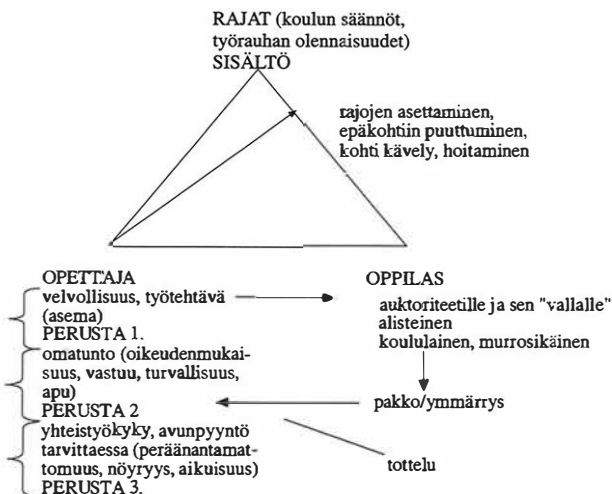 RAJAT (koulun säännöt,
työrauhan olennaisuudet)
SISÄLTÖ
rajojen asettaminen,
epäkohtiin puuttuminen,
kohti kävely, hoitaminen
OPETTAJA
velvollisuus, työtehtävä
(asema)
PERUSTA 1.
omatunto (oikeudenmukai-
suus, vastuu, turvallisuus,
apu)
PERUSTA 2
yhteistyökyky, avunpyyntö
tarvittaessa (peräänantamat-
tomuus, nöyryys, aikuisuus)
PERUSTA 3.
OPPILAS
auktoriteetille ja sen "vallalle"
alisteinen
koululainen, murrosikäinen
pakko/ymmärrys
tottelu